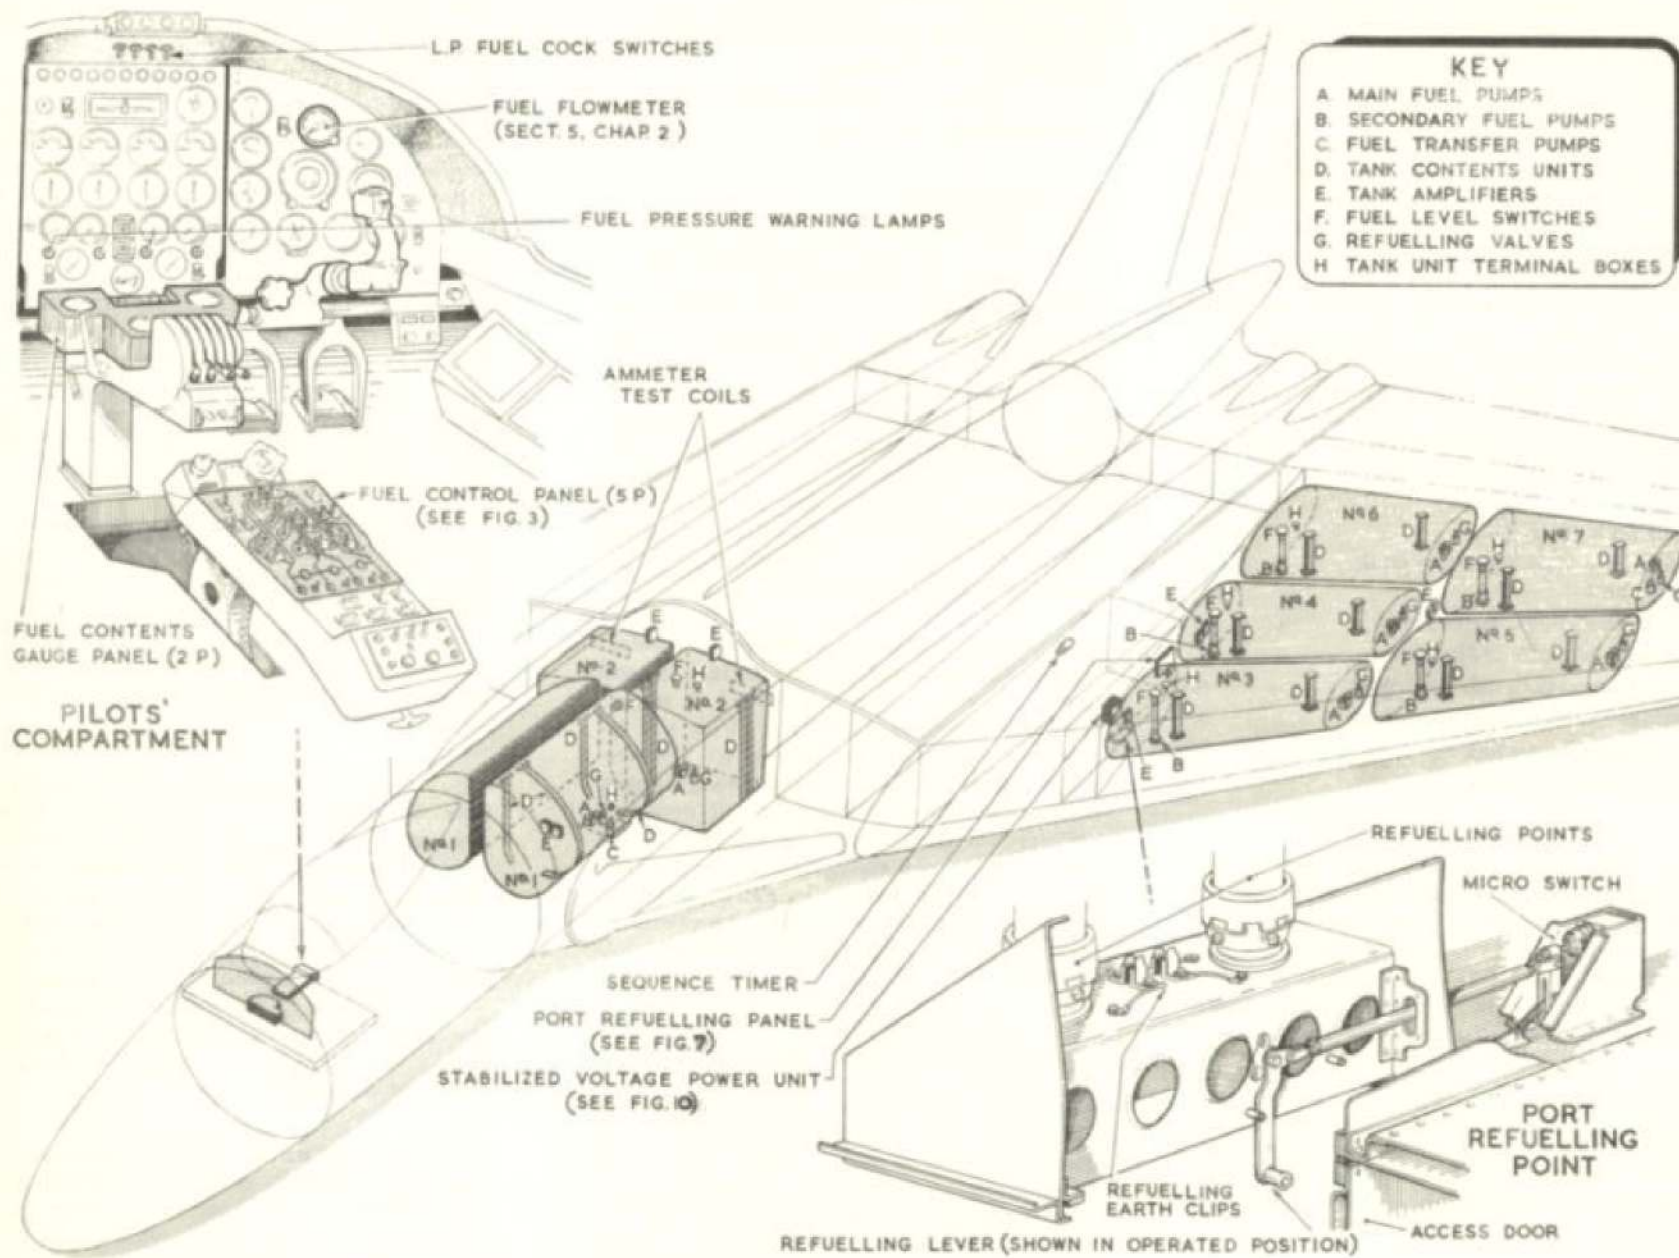 L.P. FUEL COCK SWITCHES
FUEL FLOWMETER
(SECT. 5, CHAP. 2)
FUEL PRESSURE WARNING LAMPS
KEY
A. MAIN FUEL PUMPS
B. SECONDARY FUEL PUMPS
C. FUEL TRANSFER PUMPS
D. TANK CONTENTS UNITS
E. TANK AMPLIFIERS
F. FUEL LEVEL SWITCHES
G. REFUELLING VALVES
H TANK UNIT TERMINAL BOXES
AMMETER
TEST COILS
FUEL CONTROL PANEL (5 P)
(SEE FIG. 3)
FUEL CONTENTS
GAUGE PANEL (2 P)
PILOTS'
COMPARTMENT
Nº 6
Nº 7
Nº 4
Nº 5
Nº 3
Nº 2
Nº 2
Nº 1
Nº 1
REFUELLING POINTS
MICRO SWITCH
SEQUENCE TIMER
PORT REFUELLING PANEL
(SEE FIG. 7)
STABILIZED VOLTAGE POWER UNIT
(SEE FIG. 10)
PORT
REFUELLING
POINT
REFUELLING
EARTH CLIPS
ACCESS DOOR
REFUELLING LEVER (SHOWN IN OPERATED POSITION)